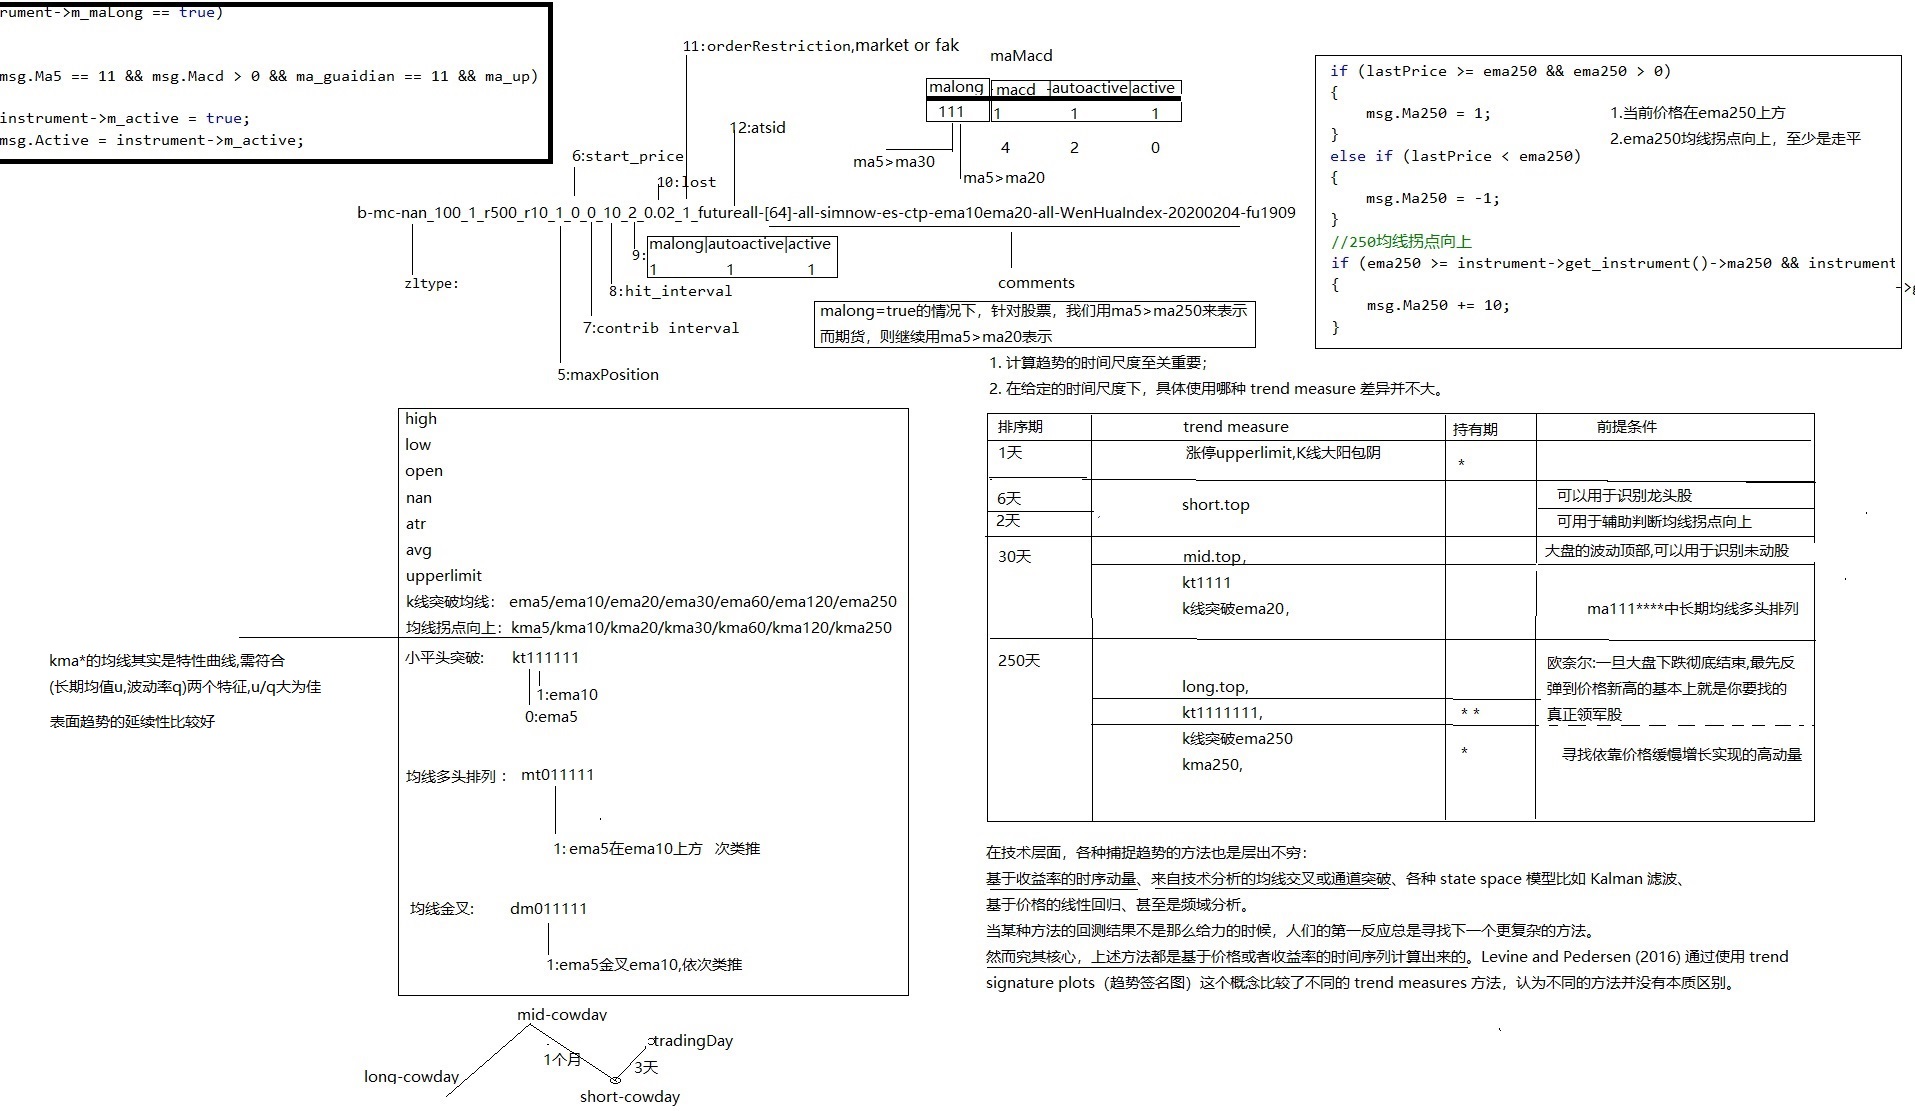 rument->m_maLong == true)
msg.Ma5 == 11 && msg.Macd > 0 && ma_guaidian == 11 && ma_up)
instrument->m_active = true;
msg.Active = instrument->m_active;
11:orderRestriction,market or fak
maMacd
malong macd autoactive|active
111 1 1 1
4 2 0
12:atsid
ma5>ma30
ma5>ma20
6:start_price
10:lost
b-mc-nan_100_1_r500_r10_1_0_0_10_2_0.02_1_futureall-[64]-all-simnow-es-ctp-ema10ema20-all-WenHuaIndex-20200204-fu1909
9:
malong|autoactive|active
1 1 1
zltype:
8:hit_interval
7:contrib interval
5:maxPosition
comments
malong=true的情况下，针对股票，我们用ma5>ma250来表示
而期货，则继续用ma5>ma20表示
if (lastPrice >= ema250 && ema250 > 0)
{
msg.Ma250 = 1;
}
else if (lastPrice < ema250)
{
msg.Ma250 = -1;
}
//250均线拐点向上
if (ema250 >= instrument->get_instrument()->ma250 && instrument
{
msg.Ma250 += 10;
}
1.当前价格在ema250上方
2.ema250均线拐点向上，至少是走平
1. 计算趋势的时间尺度至关重要；
2. 在给定的时间尺度下，具体使用哪种 trend measure 差异并不大。
排序期 trend measure 持有期 前提条件
1天 涨停upperlimit,K线大阳包阴 *
6天 short.top 可以用于识别龙头股
2天 可用于辅助判断均线拐点向上
30天 mid.top, 大盘的波动顶部,可以用于识别未动股
kt1111
k线突破ema20, ma111****中长期均线多头排列
250天 欧奈尔:一旦大盘下跌彻底结束,最先反
long.top, 弹到价格新高的基本上就是你要找的
kt1111111, * * 真正领军股
k线突破ema250 * 寻找依靠价格缓慢增长实现的高动量
kma250,
high
low
open
nan
atr
avg
upperlimit
k线突破均线: ema5/ema10/ema20/ema30/ema60/ema120/ema250
均线拐点向上: kma5/kma10/kma20/kma30/kma60/kma120/kma250
小平头突破: kt111111
1:ema10
0:ema5
均线多头排列： mt011111
1: ema5在ema10上方 次类推
均线金叉: dm011111
1:ema5金叉ema10,依次类推
kma*的均线其实是特性曲线,需符合
(长期均值u,波动率q)两个特征,u/q大为佳
表面趋势的延续性比较好
在技术层面，各种捕捉趋势的方法也是层出不穷：
基于收益率的时序动量、来自技术分析的均线交叉或通道突破、各种 state space 模型比如 Kalman 滤波、
基于价格的线性回归、甚至是频域分析。
当某种方法的回测结果不是那么给力的时候，人们的第一反应总是寻找下一个更复杂的方法。
然而究其核心，上述方法都是基于价格或者收益率的时间序列计算出来的。Levine and Pedersen (2016) 通过使用 trend
signature plots（趋势签名图）这个概念比较了不同的 trend measures 方法，认为不同的方法并没有本质区别。
mid-cowday
tradingDay
1个月
3天
long-cowday
short-cowday